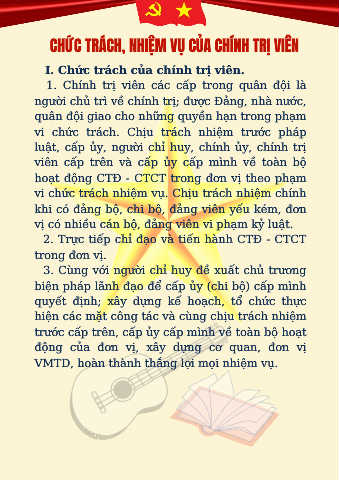 CHỨC TRÁCH, NHIỆM VỤ CỦA CHÍNH TRỊ VIÊN
I. Chức trách của chính trị viên.
1. Chính trị viên các cấp trong quân đội là
người chủ trì về chính trị; được Đảng, nhà nước,
quân đội giao cho những quyền hạn trong phạm
vi chức trách. Chịu trách nhiệm trước pháp
luật, cấp ủy, người chỉ huy, chính ủy, chính trị
viên cấp trên và cấp ủy cấp mình về toàn bộ
hoạt động CTĐ - CTCT trong đơn vị theo phạm
vi chức trách nhiệm vụ. Chịu trách nhiệm chính
khi có đảng bộ, chi bộ, đảng viên yếu kém, đơn
vị có nhiều cán bộ, đảng viên vi phạm kỷ luật.
2. Trực tiếp chỉ đạo và tiến hành CTĐ - CTCT
trong đơn vị.
3. Cùng với người chỉ huy đề xuất chủ trương
biện pháp lãnh đạo để cấp ủy (chi bộ) cấp mình
quyết định; xây dựng kế hoạch, tổ chức thực
hiện các mặt công tác và cùng chịu trách nhiệm
trước cấp trên, cấp ủy cấp mình về toàn bộ hoạt
động của đơn vị, xây dựng cơ quan, đơn vị
VMTD, hoàn thành thắng lợi mọi nhiệm vụ.